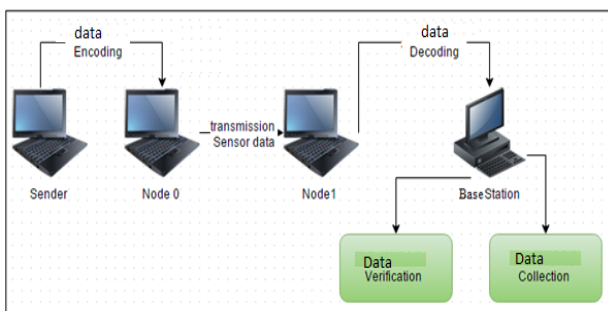 data
Encoding
data
Decoding
transmission
Sensor data
Sender
Node 0
Node1
BaseStation
Data
Verification
Data
Collection